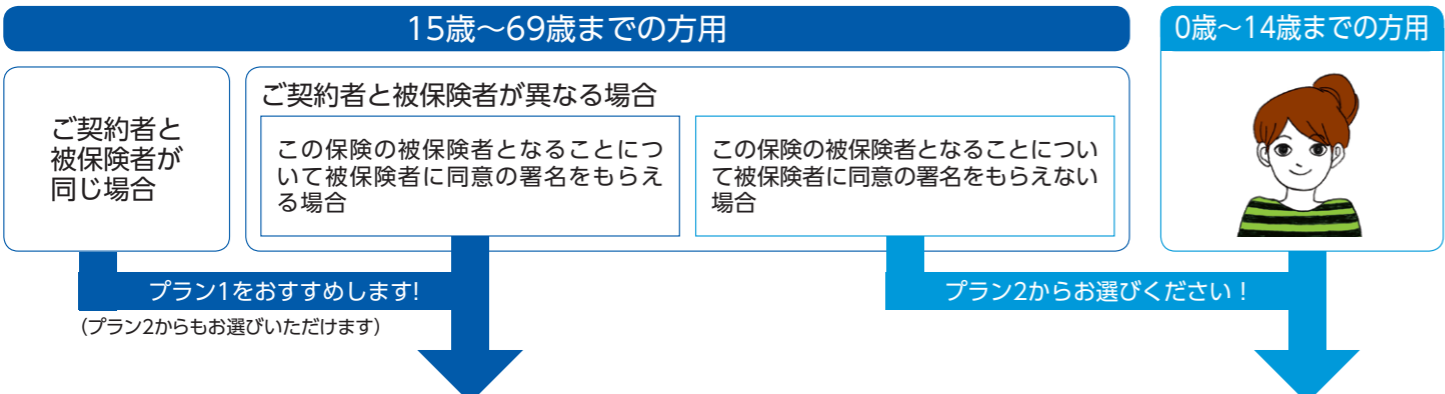 15歳～69歳までの方用
0歳～14歳までの方用
ご契約者と
被保険者が
同じ場合
ご契約者と被保険者が異なる場合
この保険の被保険者となることにつ
いて被保険者に同意の署名をもらえ
る場合
この保険の被保険者となることについ
て被保険者に同意の署名をもらえない
場合
プラン1をおすすめします!
(プラン2からもお選びいただけます)
プラン2からお選びください！